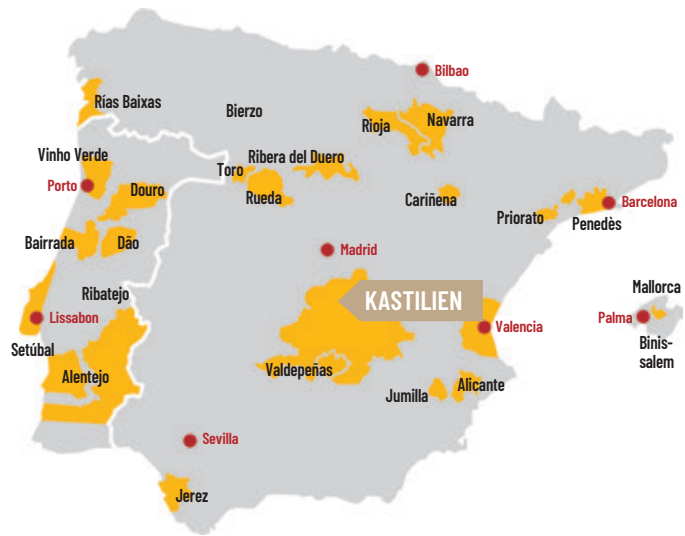 Bilbao
Rías Baixas
Bierzo
Rioja
Navarra
Vinho Verde
Ribera del Duero
Toro
Porto
Douro
Rueda
Cariñena
Barcelona
Priorato
Penedès
Bairrada
Dão
Madrid
Mallorca
Ribatejo
KASTILIEN
Lissabon
Palma
Valencia
Setúbal
Binis-
salem
Valdepeñas
Alentejo
Jumilla
Alicante
Sevilla
Jerez